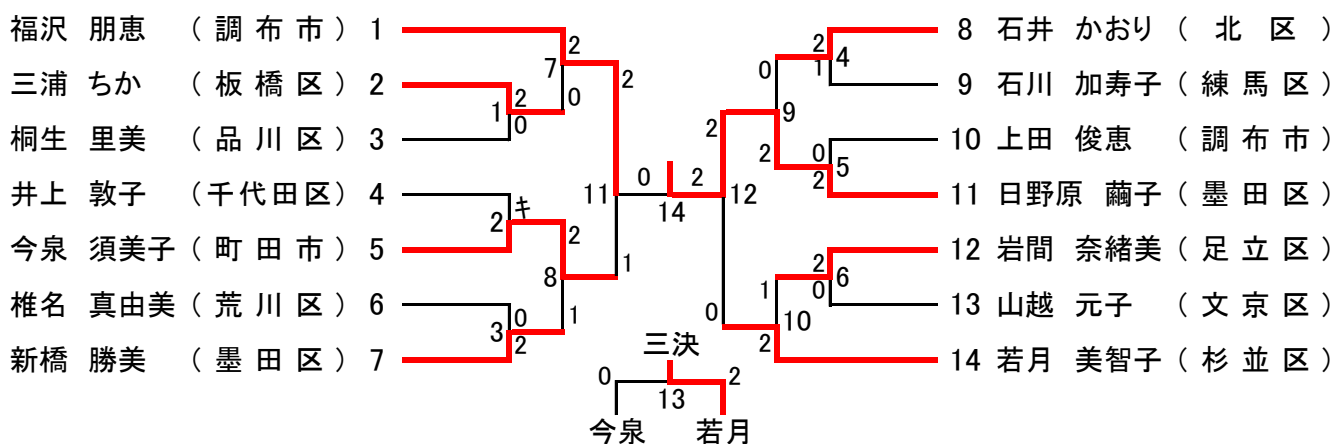 福沢 朋恵 (調布市) 1
三浦 ちか (板橋区) 2
桐生 里美 (品川区) 3
井上 敦子 (千代田区) 4
今泉 須美子 (町田市) 5
椎名 真由美 (荒川区) 6
新橋 勝美 (墨田区) 7
2
7
0
2
1
0
2
キ
2
2
8
1
0
3
2
11
1
0
2
14
12
2
0
0
9
2
2
4
1
0
5
2
1
10
2
2
6
0
8 石井 かおり (北区)
9 石川 加寿子 (練馬区)
10 上田 俊恵 (調布市)
11 日野原 繭子 (墨田区)
12 岩間 奈緒美 (足立区)
13 山越 元子 (文京区)
14 若月 美智子 (杉並区)
三決
0
2
13
今泉 若月